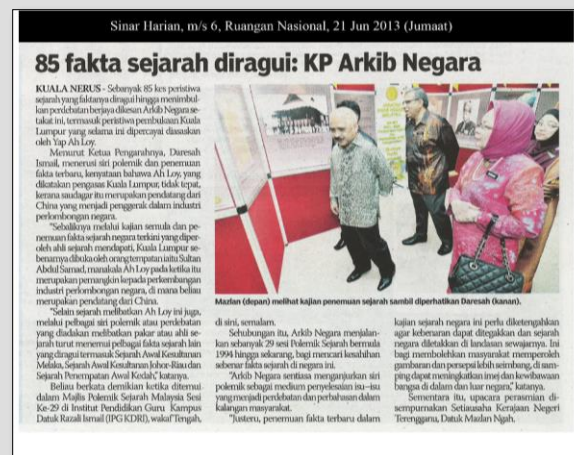 Sinar Harian, m/s 6, Ruangan Nasional, 21 Jun 2013 (Jumaat)
85 fakta sejarah diragui: KP Arkib Negara
KUALA NERUS - Sebanyak 85 kes peristiwa
sejarah yang faktanya diragui hingga menimbul-
kan perdebatan berjaya dikesan Arkib Negara se-
takat ini, termasuk peristiwa pembukaan Kuala
Lumpur yang selama ini dipercayai diasaskan
oleh Yap Ah Loy.
Menurut Ketua Pengarahnya, Daresah
Ismail, menerusi siri polemik dan penemuan
fakta terbaru, kenyataan bahawa Ah Loy, yang
dikatakan pengasas Kuala Lumpur, tidak tepat,
kerana saudagar itu merupakan pendatang dari
China yang menjadi penggerak dalam industri
perlombongan negara.
"Sebaliknya melalui kajian semula dan pe-
nemuan fakta sejarah negara terkini yang diper-
oleh ahli sejarah mendapati, Kuala Lumpur se-
benarnya dibuka oleh orang tempatan iaitu Sultan
Abdul Samad, manakala Ah Loy pada ketika itu
merupakan pemangkin kepada perkembangan
industri perlombongan negara, di mana beliau
merupakan pendatang dari China.
"Selain sejarah melibatkan Ah Loy ini juga,
melalui pelbagai siri polemik atau perdebatan
yang diadakan melibatkan pakar atau ahli se-
jarah turut menemui pelbagai fakta sejarah lain
yang diragui termasuk Sejarah Awal Kesultanan
Melaka, Sejarah Awal Kesultanan Johor-Riau dan
Sejarah Penempatan Awal Kedah," katanya.
Beliau berkata demikian ketika ditemui
dalam Majlis Polemik Sejarah Malaysia Sesi
Ke-29 di Institut Pendidikan Guru Kampus
Datuk Razali Ismail (IPG KDRI), wakaf Tengah,
Mazlan (depan) melihat kajian penemuan sejarah sambil diperhatikan Daresah (kanan).
di sini, semalam.
Sehubungan itu, Arkib Negara menjalan-
kan sebanyak 29 sesi Polemik Sejarah bermula
1994 hingga sekarang, bagi mencari kesahihan
sebenar fakta sejarah di negara ini.
"Arkib Negara sentiasa menganjurkan siri
polemik sebagai medium penyelesaian isu-isu
yang menjadi perdebatan dan perbahasan dalam
kalangan masyarakat.
"Justeru, penemuan fakta terbaru dalam
kajian sejarah negara ini perlu diketengahkan
agar kebenaran dapat ditegakkan dan sejarah
negara diletakkan di landasan sewajarnya. Ini
bagi membolehkan masyarakat memperoleh
gambaran dan persepsi lebih seimbang, di sam-
ping dapat meningkatkan imej dan kewibawaan
bangsa di dalam dan luar negara," katanya.
Sementara itu, upacara perasmian di-
sempurnakan Setiausaha Kerajaan Negeri
Terengganu, Datuk Mazlan Ngah.